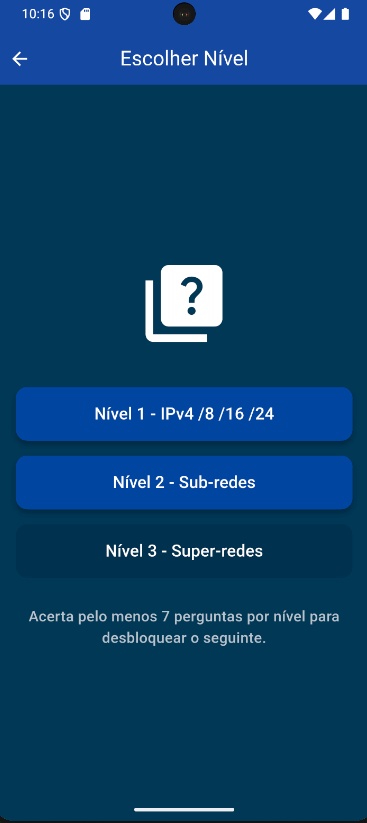 10:16
Escolher Nível
?
Nível 1 - IPv4 /8 /16 /24
Nível 2 - Sub-redes
Nível 3 - Super-redes
Acerta pelo menos 7 perguntas por nível para
desbloquear o seguinte.